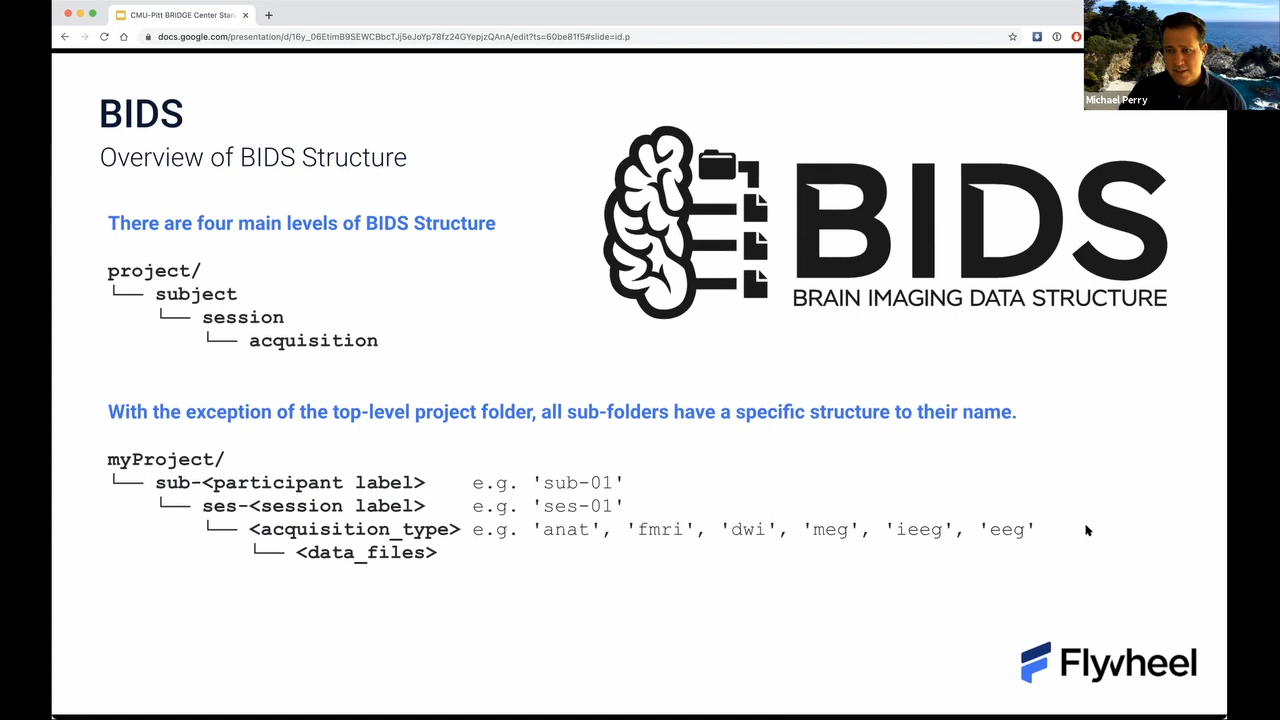 CMU-Pitt BRIDGE Center Stan
docs.google.com/presentation/d/16y_06EtimB9SEWCBbcTJj5eJoYp78fz24GYepjzQAnA/edit?ts=60be81f5#slide=id.p
Michael Perry
BIDS
Overview of BIDS Structure
BIDS
BRAIN IMAGING DATA STRUCTURE
There are four main levels of BIDS Structure
project/
└── subject
└── session
└── acquisition
With the exception of the top-level project folder, all sub-folders have a specific structure to their name.
myProject/
└── sub-<participant label> e.g. 'sub-01'
└── ses-<session label> e.g. 'ses-01'
└── <acquisition_type> e.g. 'anat', 'fmri', 'dwi', 'meg', 'ieeg', 'eeg'
└── <data_files>
Flywheel